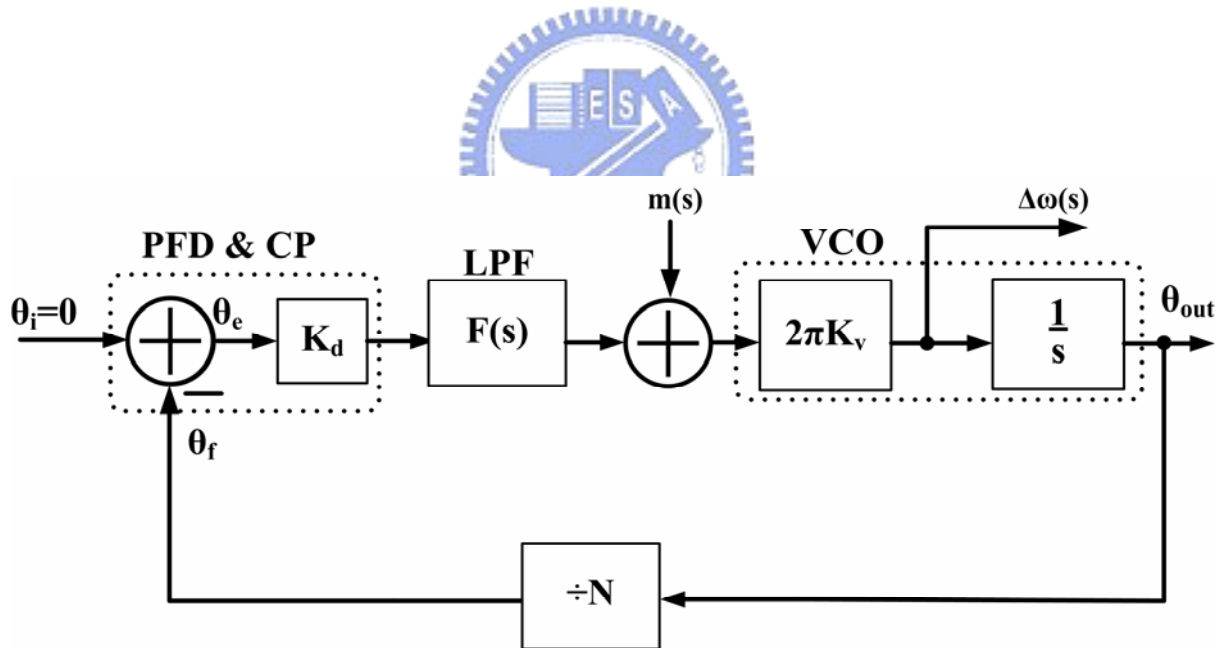 E S A
m(s)
Δω(s)
PFD & CP
LPF
VCO
θi=0
θe
Kd
F(s)
2πKv
1/s
θout
θf
÷N